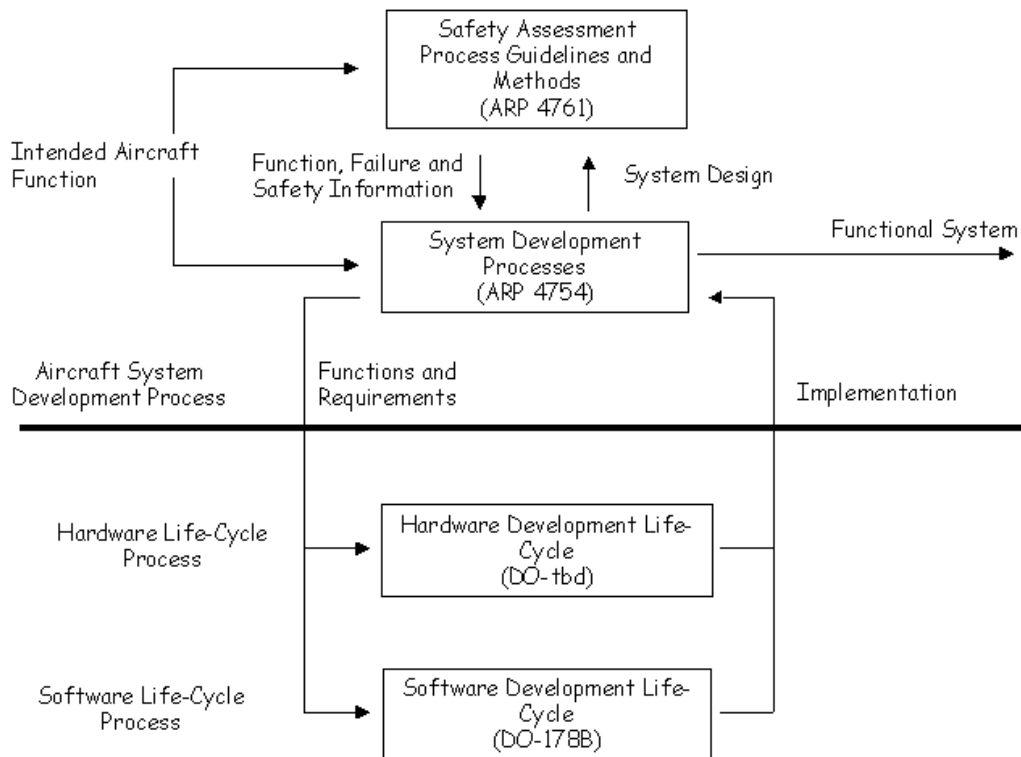 Safety Assessment
Process Guidelines and
Methods
(ARP 4761)
Intended Aircraft
Function
Function, Failure and
Safety Information
System Design
System Development
Processes
(ARP 4754)
Functional System
Aircraft System
Development Process
Functions and
Requirements
Implementation
Hardware Life-Cycle
Process
Hardware Development Life-
Cycle
(DO-tbd)
Software Life-Cycle
Process
Software Development Life-
Cycle
(DO-178B)